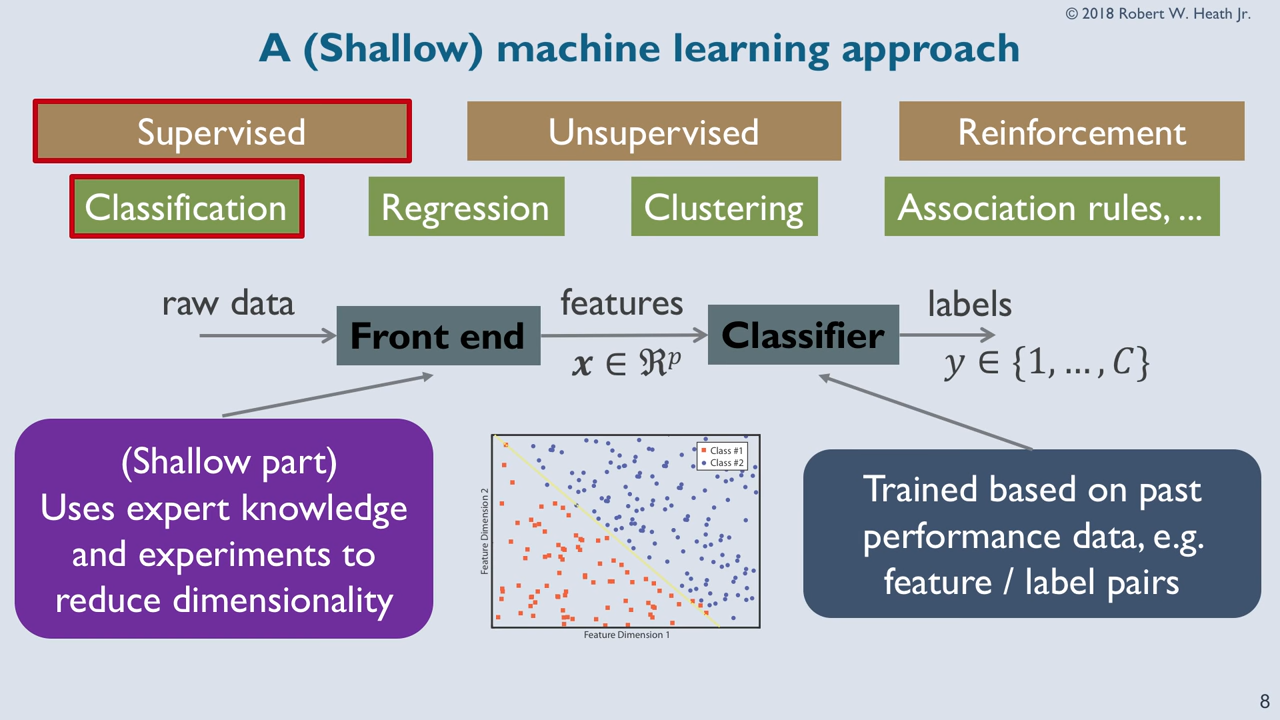 © 2018 Robert W. Heath Jr.
A (Shallow) machine learning approach
Supervised
Unsupervised
Reinforcement
Classification
Regression
Clustering
Association rules, ...
raw data
Front end
features
𝒙 ∈ ℜᵖ
Classifier
labels
𝑦 ∈ {1, … , 𝐶}
(Shallow part)
Uses expert knowledge
and experiments to
reduce dimensionality
Class #1
Class #2
Feature Dimension 2
Feature Dimension 1
Trained based on past
performance data, e.g.
feature / label pairs
8